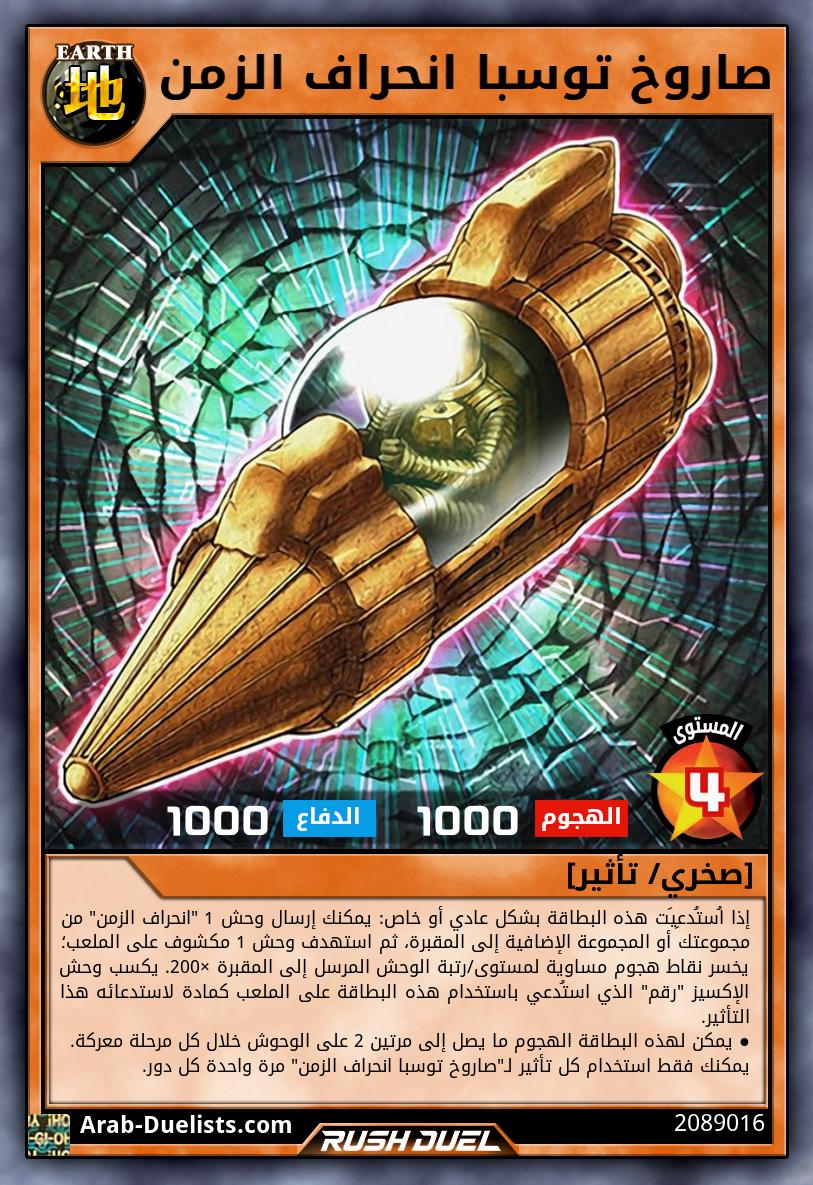 EARTH
地
صاروخ توسبا انحراف الزمن
المستوى
4
الهجوم 1000 الدفاع 1000
[صخري/ تأثير]
إذا اُستُدعيَت هذه البطاقة بشكل عادي أو خاص: يمكنك إرسال وحش 1 "انحراف الزمن" من
مجموعتكَ أو المجموعة الإضافية إلى المقبرة، ثم استهدف وحش 1 مكشوف على الملعب؛
يخسر نقاط هجوم مساوية لمستوى/رتبة الوحش المرسل إلى المقبرة ×200. يكسب وحش
الإكسيز "رقم" الذي استُدعي باستخدام هذه البطاقة على الملعب كمادة لاستدعائه هذا
التأثير.
● يمكن لهذه البطاقة الهجوم ما يصل إلى مرتين 2 على الوحوش خلال كل مرحلة معركة.
يمكنك فقط استخدام كل تأثير لـ"صاروخ توسبا انحراف الزمن" مرة واحدة كل دور.
Arab-Duelists.com
RUSH DUEL
2089016